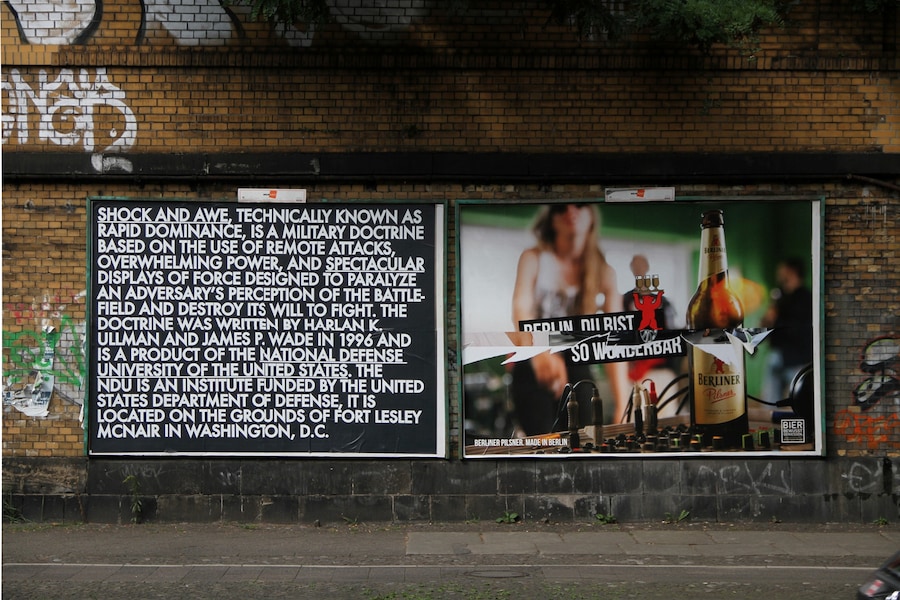 SHOCK AND AWE, TECHNICALLY KNOWN AS
RAPID DOMINANCE, IS A MILITARY DOCTRINE
BASED ON THE USE OF REMOTE ATTACKS,
OVERWHELMING POWER, AND SPECTACULAR
DISPLAYS OF FORCE DESIGNED TO PARALYZE
AN ADVERSARY'S PERCEPTION OF THE BATTLE-
FIELD AND DESTROY ITS WILL TO FIGHT. THE
DOCTRINE WAS WRITTEN BY HARLAN K.
ULLMAN AND JAMES P. WADE IN 1996 AND
IS A PRODUCT OF THE NATIONAL DEFENSE
UNIVERSITY OF THE UNITED STATES. THE
NDU IS AN INSTITUTE FUNDED BY THE UNITED
STATES DEPARTMENT OF DEFENSE, IT IS
LOCATED ON THE GROUNDS OF FORT LESLEY
MCNAIR IN WASHINGTON, D.C.
BERLIN, DU BIST
SO WUNDERBAR
BERLINER
Pilsner
BERLINER PILSNER. MADE IN BERLIN
BIER
BEWUSST